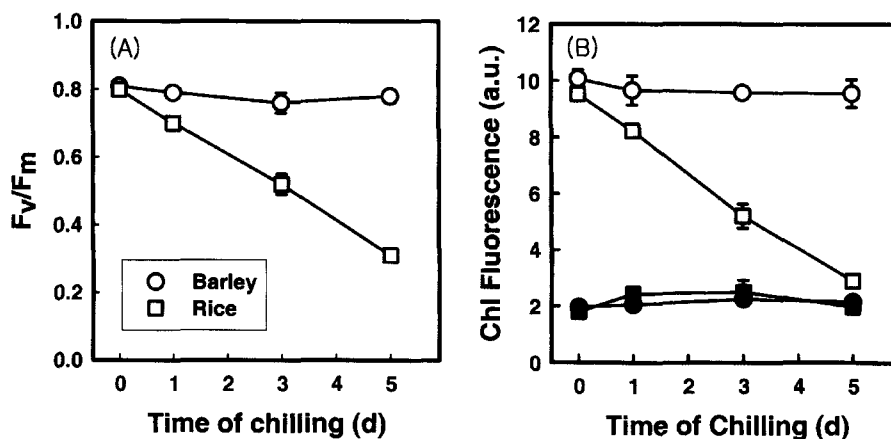 (A)
1.0
0.8
0.6
0.4
0.2
0.0
Fv/Fm
Barley
Rice
0 1 2 3 4 5
Time of chilling (d)
(B)
12
10
8
6
4
2
0
Chl Fluorescence (a.u.)
0 1 2 3 4 5
Time of Chilling (d)